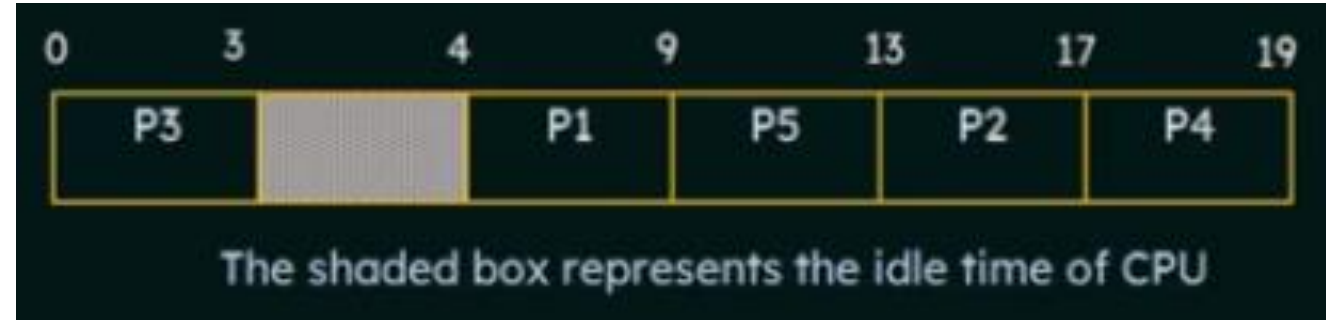 0 3 4 9 13 17 19
P3 P1 P5 P2 P4
The shaded box represents the idle time of CPU